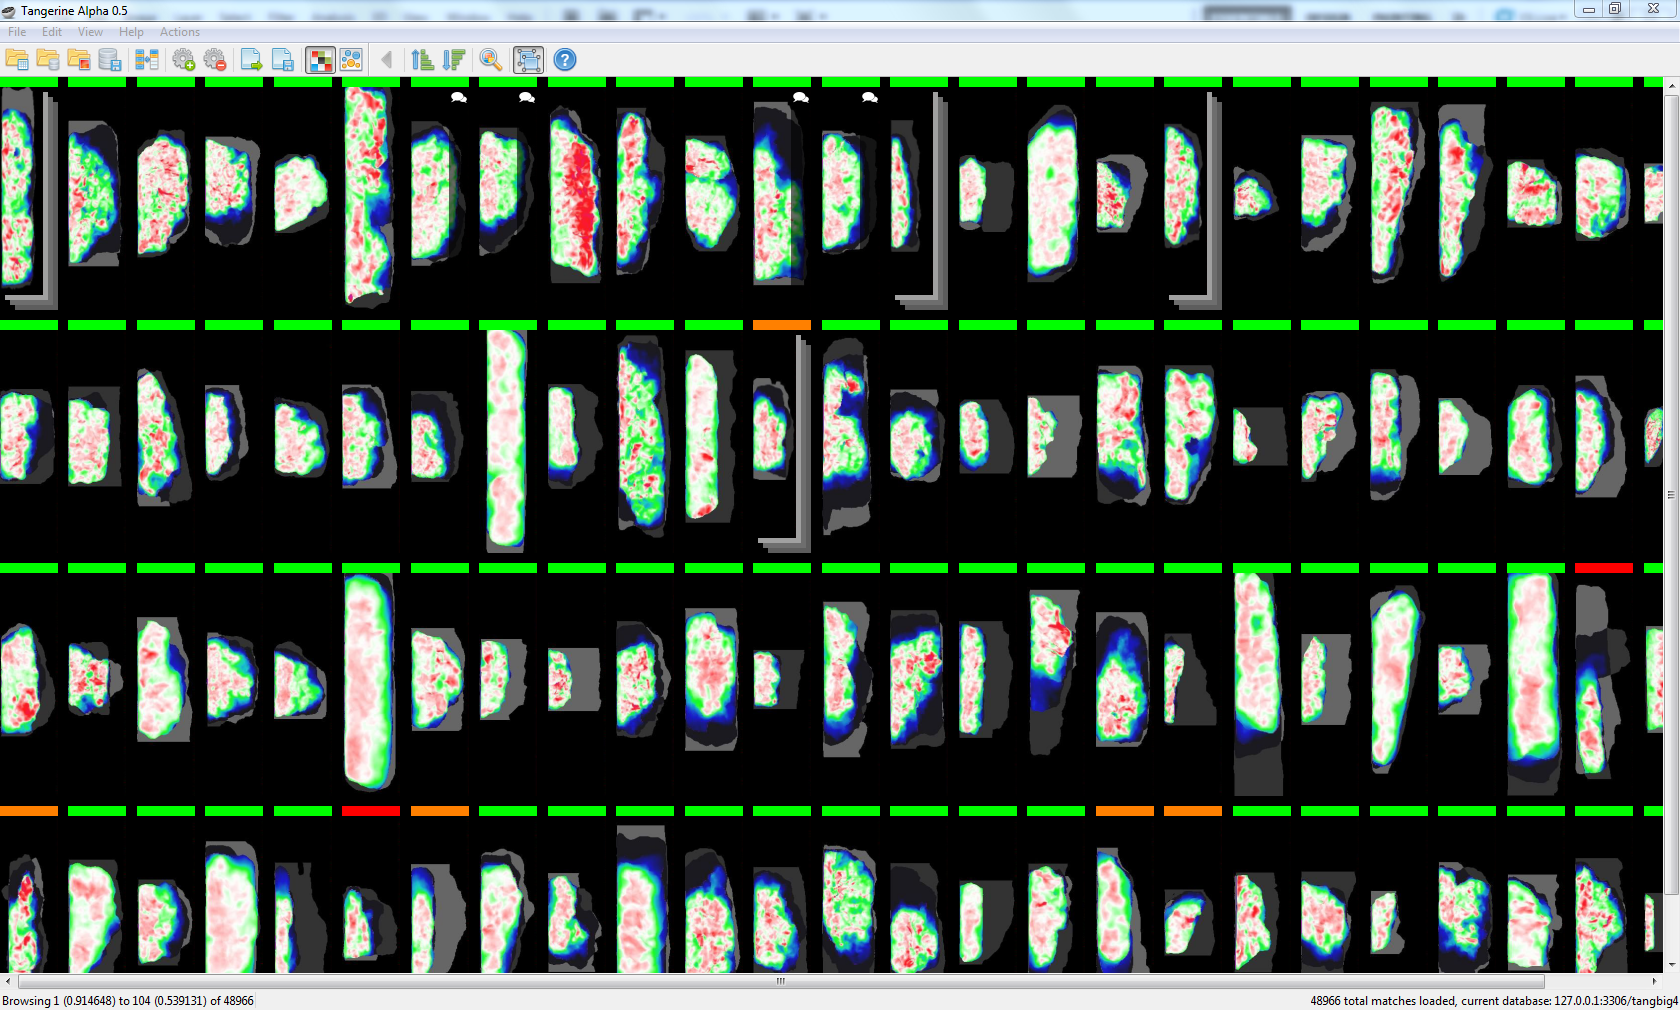 Tangerine Alpha 0.5
File Edit View Help Actions
Browsing 1 (0.914648) to 104 (0.539131) of 48966
48966 total matches loaded, current database: 127.0.0.1:3306/tangbig4